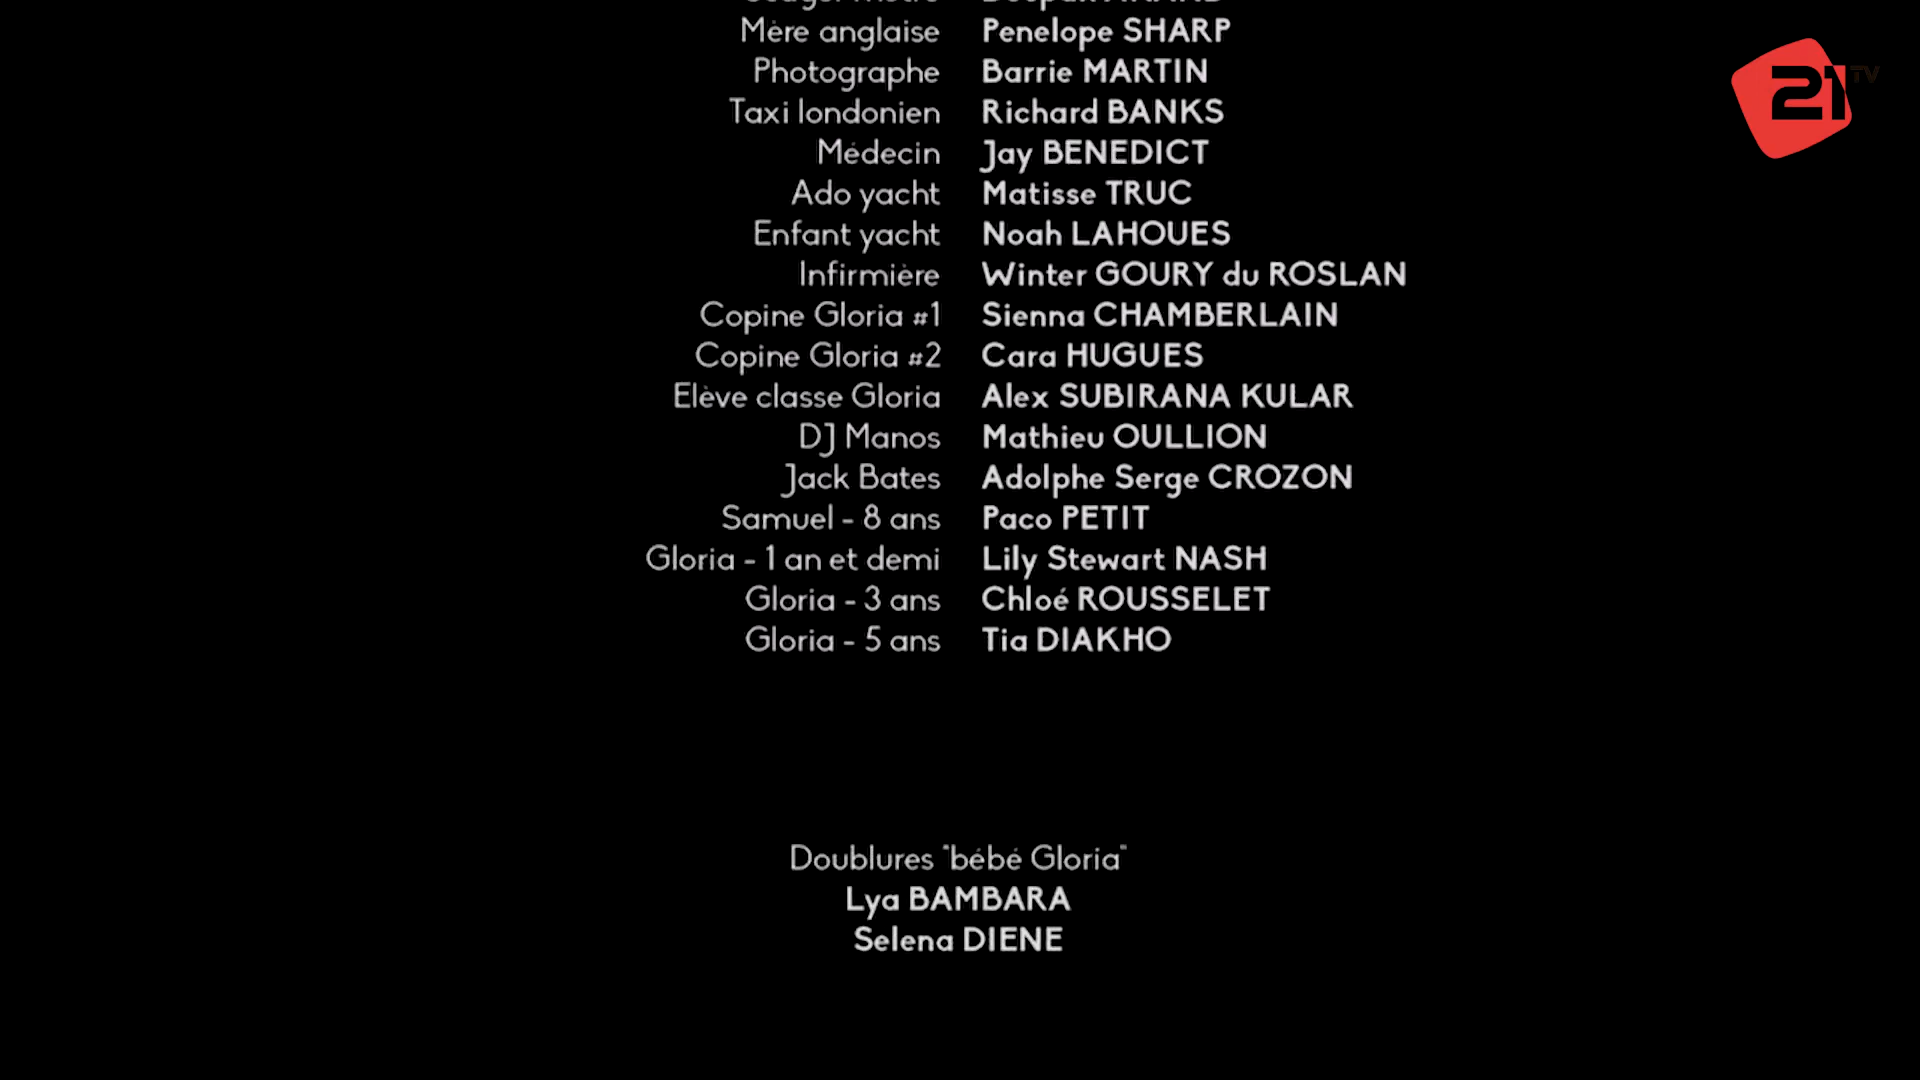 Mère anglaise Penelope SHARP
Photographe Barrie MARTIN
Taxi londonien Richard BANKS
Médecin Jay BENEDICT
Ado yacht Matisse TRUC
Enfant yacht Noah LAHOUES
Infirmière Winter GOURY du ROSLAN
Copine Gloria #1 Sienna CHAMBERLAIN
Copine Gloria #2 Cara HUGUES
Elève classe Gloria Alex SUBIRANA KULAR
DJ Manos Mathieu OULLION
Jack Bates Adolphe Serge CROZON
Samuel - 8 ans Paco PETIT
Gloria - 1 an et demi Lily Stewart NASH
Gloria - 3 ans Chloé ROUSSELET
Gloria - 5 ans Tia DIAKHO
Doublures "bébé Gloria"
Lya BAMBARA
Selena DIENE
21 TV